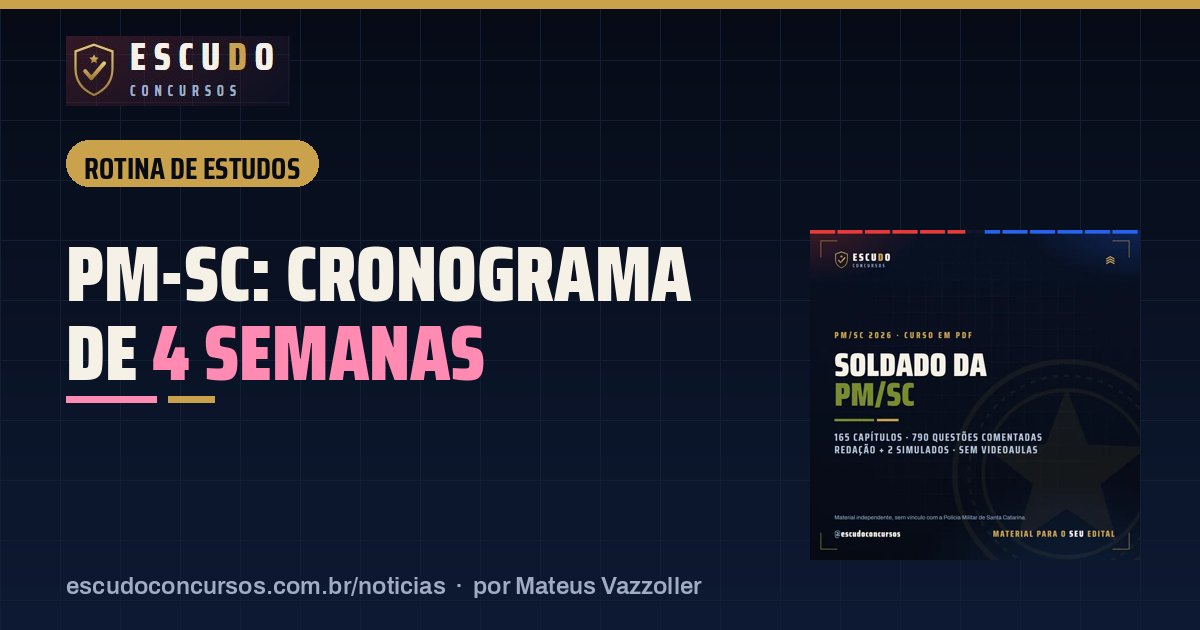 ESCUDO
CONCURSOS
ROTINA DE ESTUDOS
PM-SC: CRONOGRAMA
DE 4 SEMANAS
ESCUDO
CONCURSOS
PM/SC 2026 · CURSO EM PDF
SOLDADO DA
PM/SC
165 CAPÍTULOS · 790 QUESTÕES COMENTADAS
REDAÇÃO + 2 SIMULADOS · SEM VIDEOAULAS
Material independente, sem vínculo com a Polícia Militar de Santa Catarina.
@escudoconcursos
MATERIAL PARA O SEU EDITAL
escudoconcursos.com.br/noticias · por Mateus Vazzoller